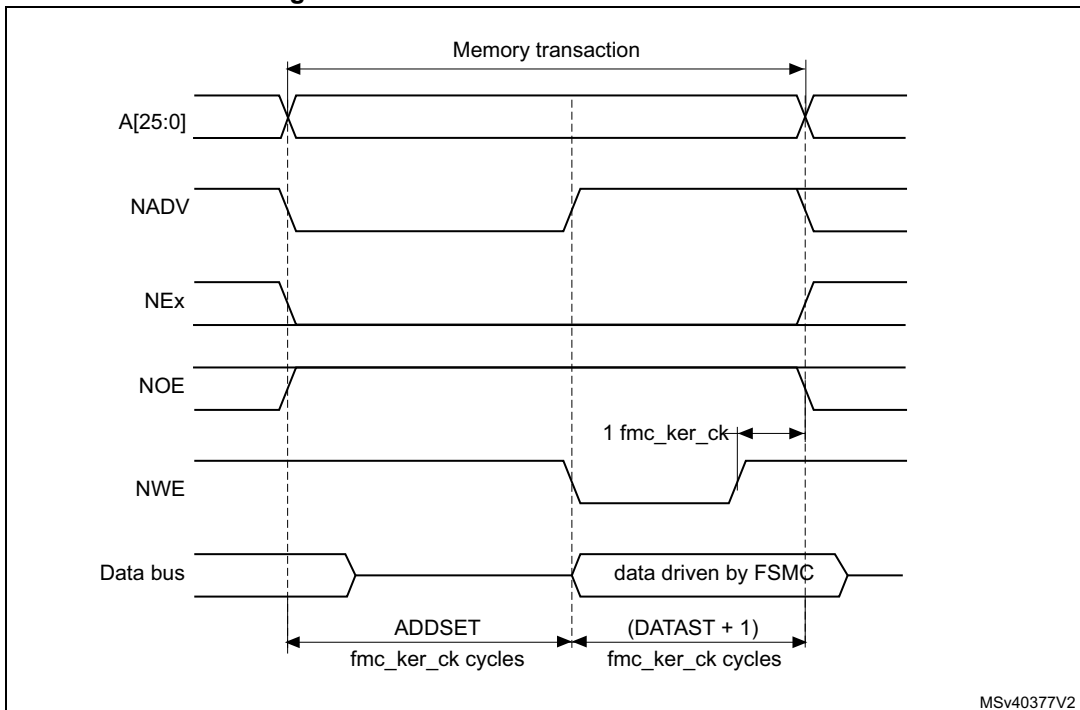 Memory transaction
A[25:0]
NADV
NEx
NOE
1 fmc_ker_ck
NWE
Data bus
data driven by FSMC
ADDSET
(DATAST + 1)
fmc_ker_ck cycles
fmc_ker_ck cycles
MSv40377V2